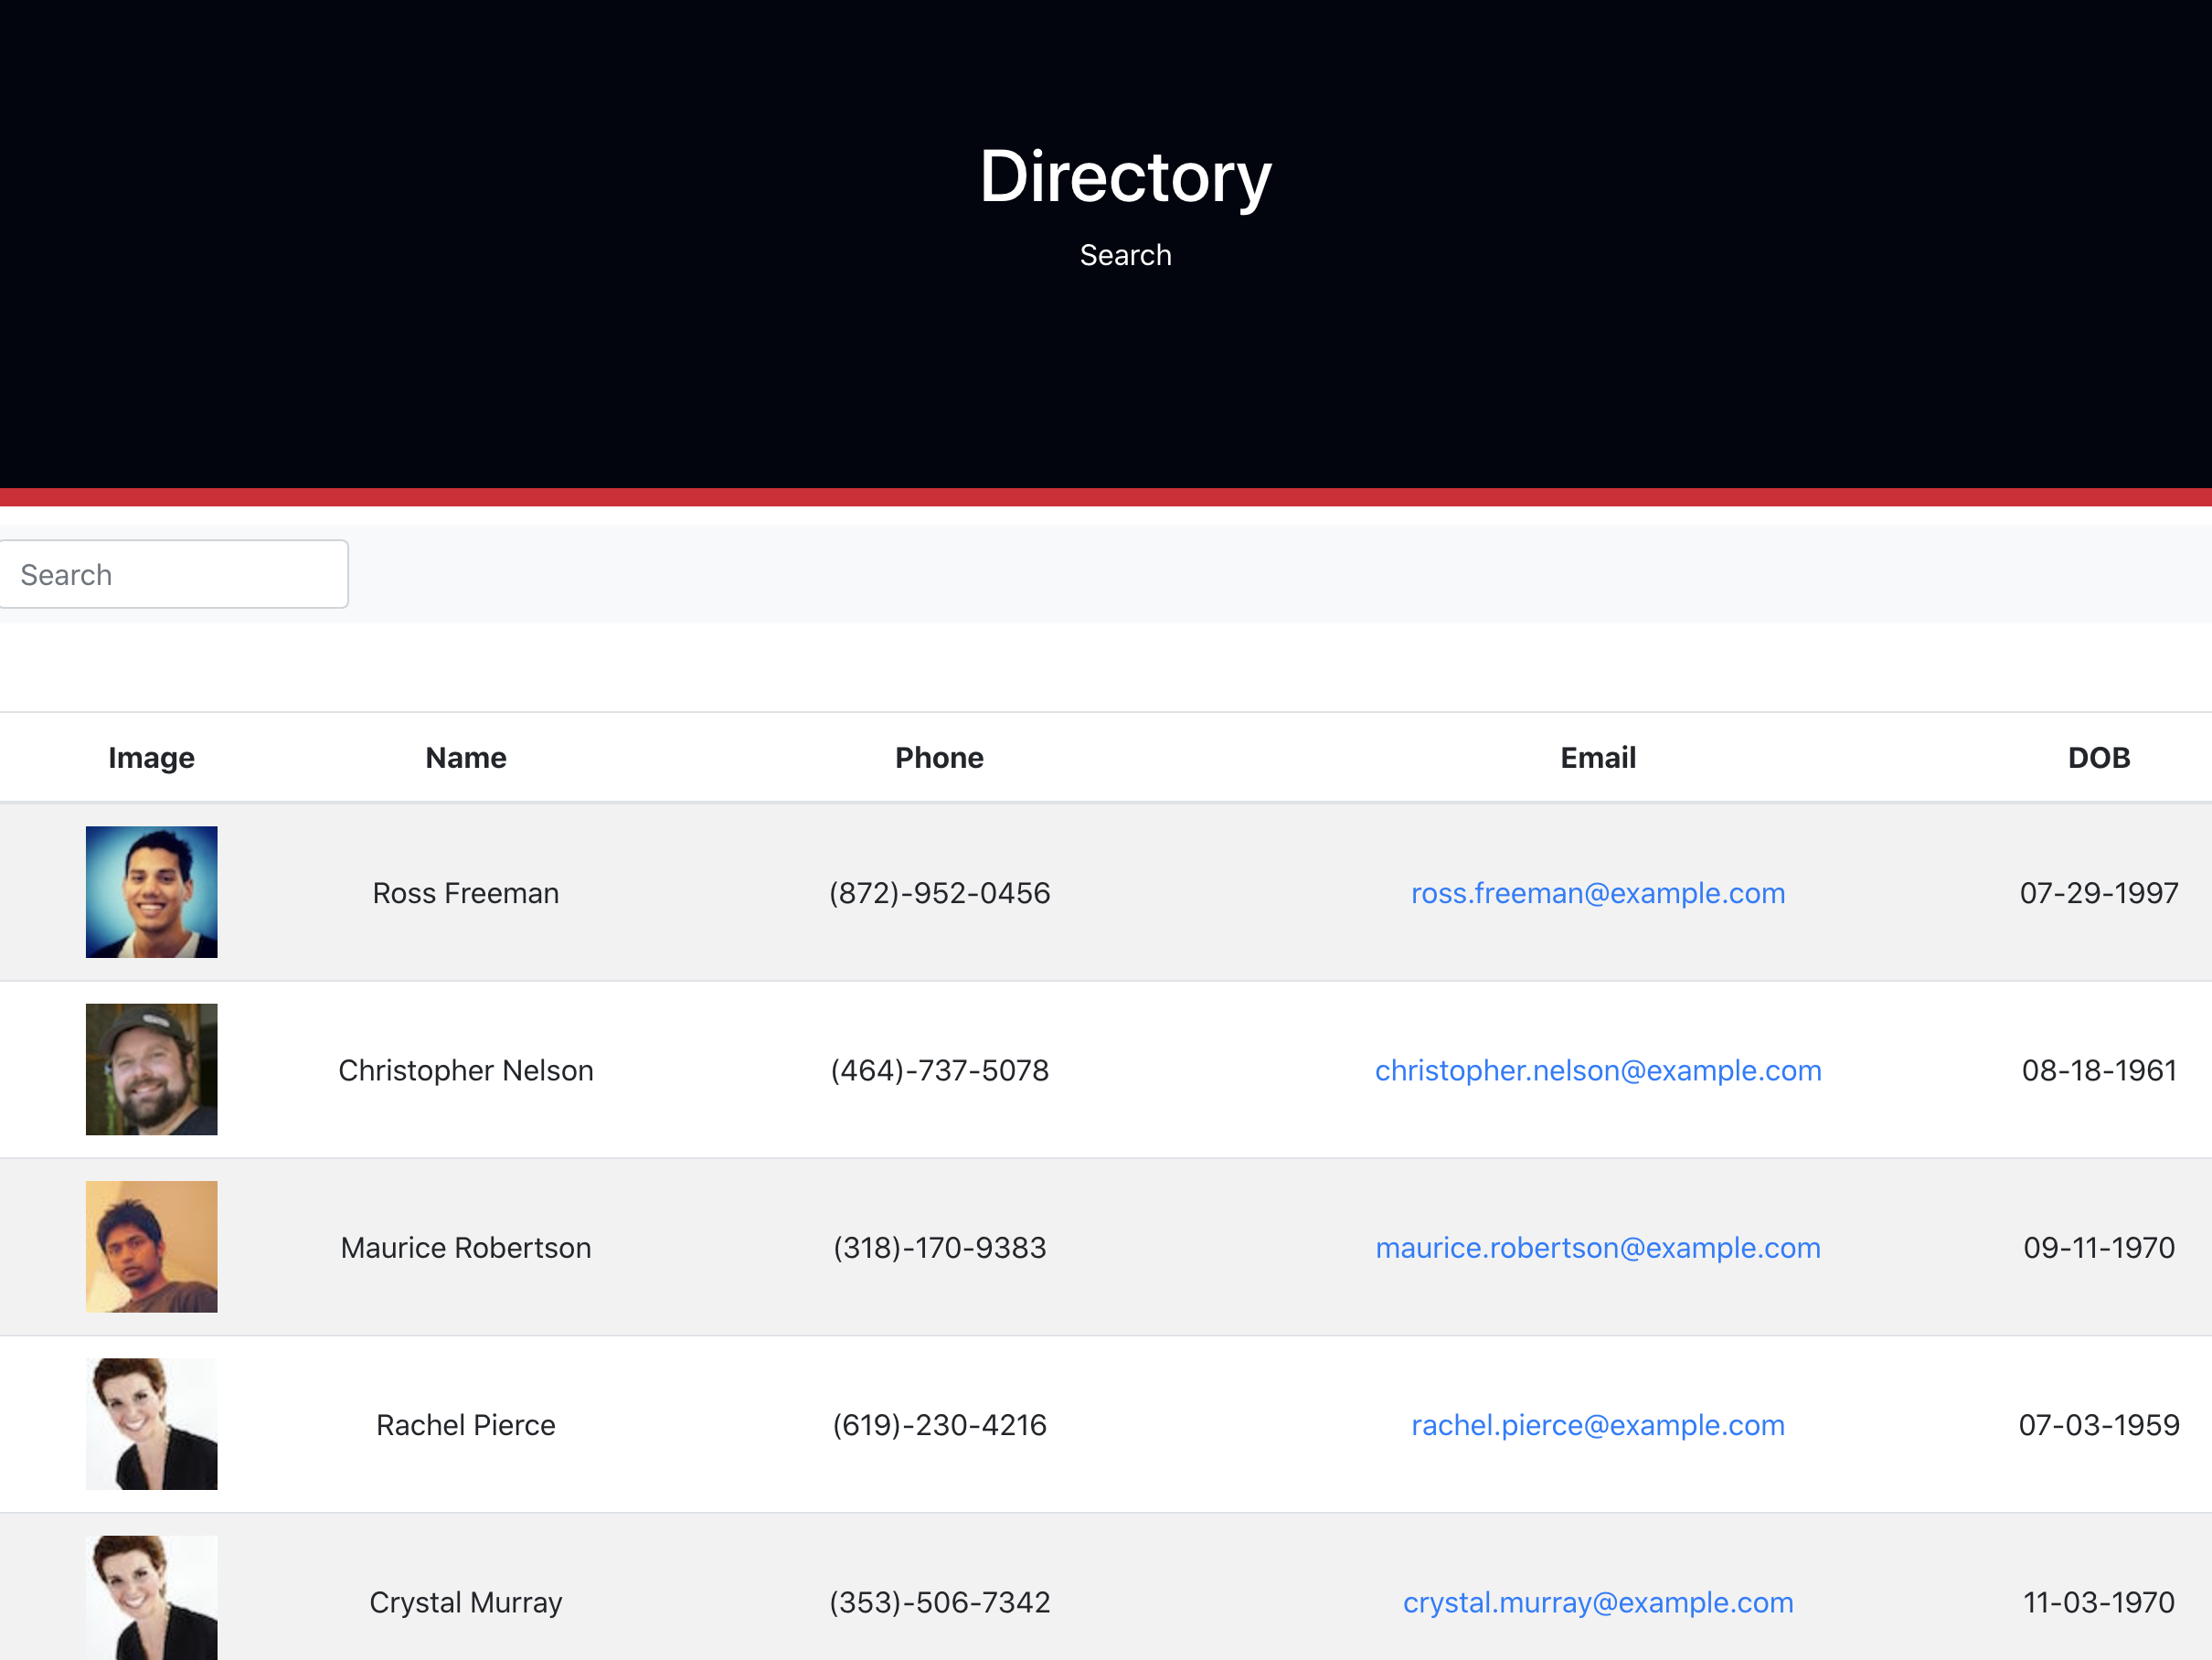 Directory
Search
Search
Image Name Phone Email DOB
Ross Freeman (872)-952-0456 ross.freeman@example.com 07-29-1997
Christopher Nelson (464)-737-5078 christopher.nelson@example.com 08-18-1961
Maurice Robertson (318)-170-9383 maurice.robertson@example.com 09-11-1970
Rachel Pierce (619)-230-4216 rachel.pierce@example.com 07-03-1959
Crystal Murray (353)-506-7342 crystal.murray@example.com 11-03-1970